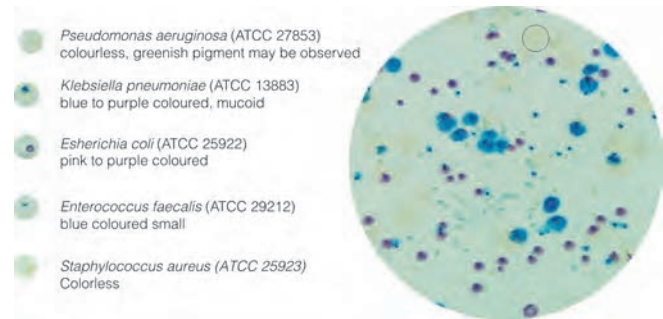 Pseudomonas aeruginosa (ATCC 27853)
colourless, greenish pigment may be observed
Klebsiella pneumoniae (ATCC 13883)
blue to purple coloured, mucoid
Esherichia coli (ATCC 25922)
pink to purple coloured
Enterococcus faecalis (ATCC 29212)
blue coloured small
Staphylococcus aureus (ATCC 25923)
Colorless